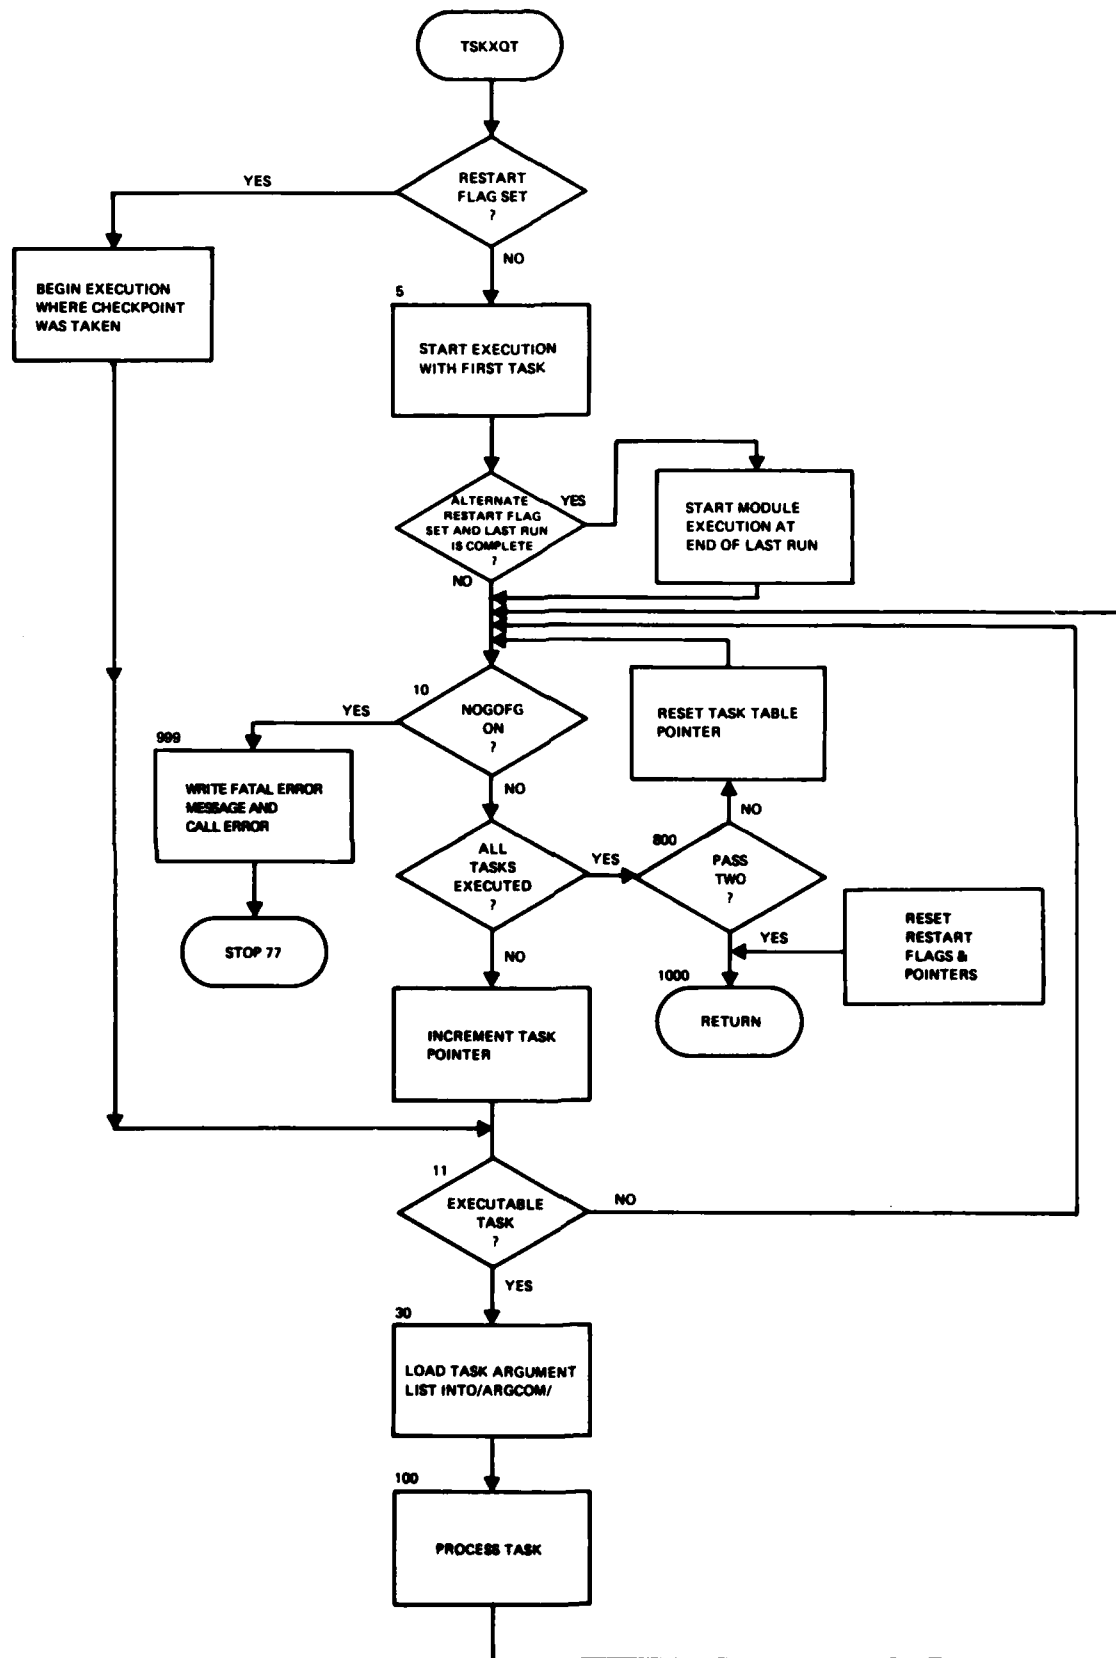 TSKXQT
RESTART
FLAG SET
?
YES
NO
BEGIN EXECUTION
WHERE CHECKPOINT
WAS TAKEN
5
START EXECUTION
WITH FIRST TASK
ALTERNATE
RESTART FLAG
SET AND LAST RUN
IS COMPLETE
?
YES
NO
START MODULE
EXECUTION AT
END OF LAST RUN
10
NOGOFG
ON
?
YES
NO
RESET TASK TABLE
POINTER
999
WRITE FATAL ERROR
MESSAGE AND
CALL ERROR
STOP 77
ALL
TASKS
EXECUTED
?
YES
NO
800
PASS
TWO
?
NO
YES
RESET
RESTART
FLAGS &
POINTERS
1000
RETURN
INCREMENT TASK
POINTER
11
EXECUTABLE
TASK
?
NO
YES
30
LOAD TASK ARGUMENT
LIST INTO/ARGCOM/
100
PROCESS TASK